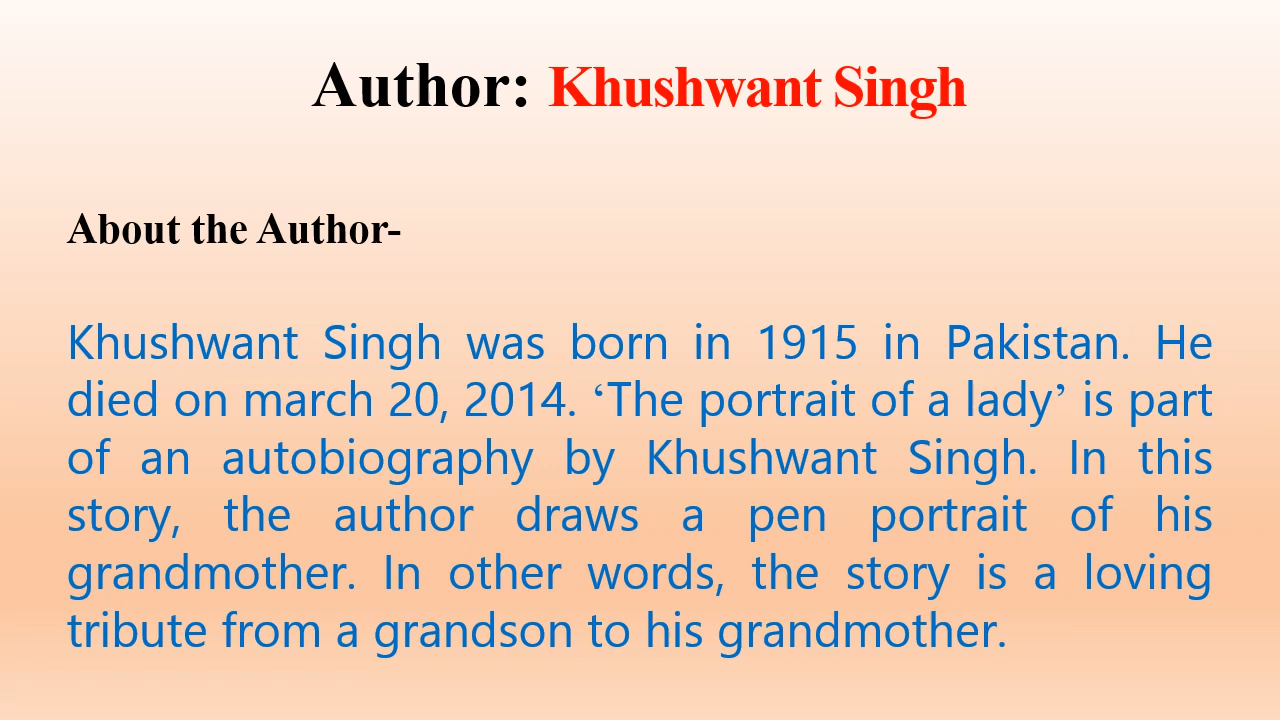 Author: Khushwant Singh
About the Author-
Khushwant Singh was born in 1915 in Pakistan. He
died on march 20, 2014. ‘The portrait of a lady’ is part
of an autobiography by Khushwant Singh. In this
story, the author draws a pen portrait of his
grandmother. In other words, the story is a loving
tribute from a grandson to his grandmother.